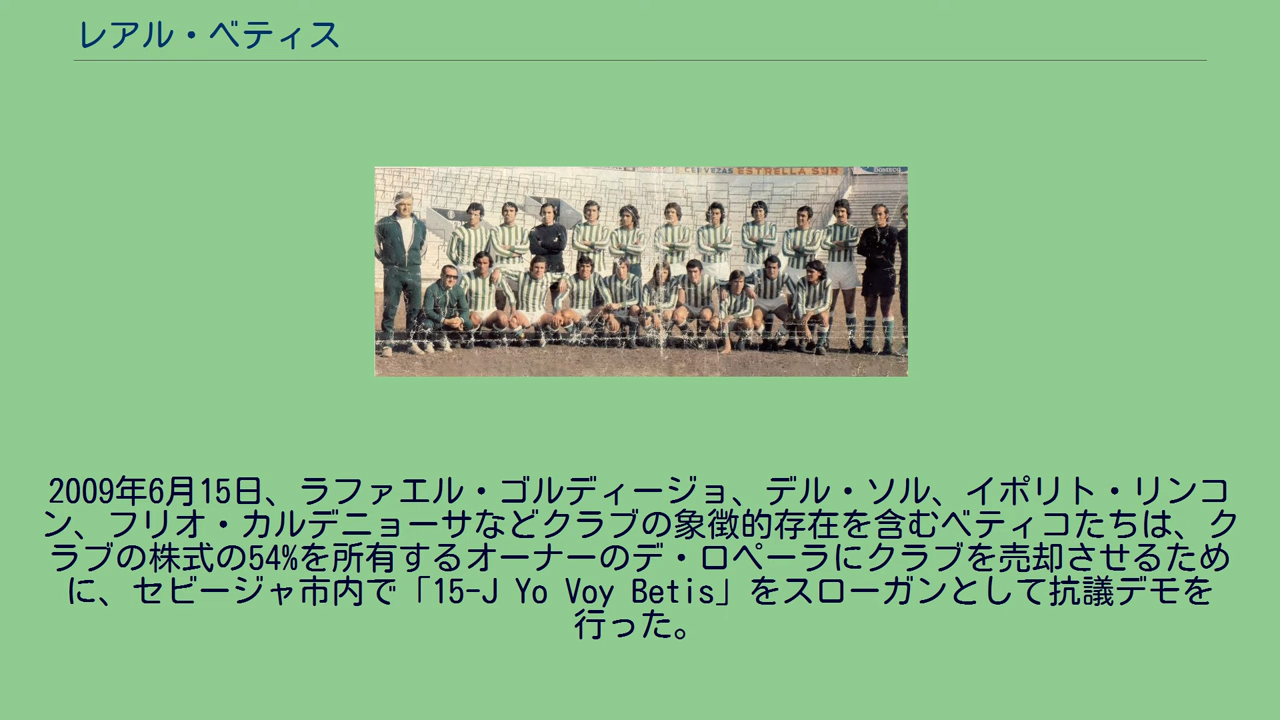 レアル・ベティス
CERVEZAS ESTRELLA SUR
2009年6月15日、ラファエル・ゴルディージョ、デル・ソル、イポリト・リンコ
ン、フリオ・カルデニョーサなどクラブの象徴的存在を含むベティコたちは、ク
ラブの株式の54%を所有するオーナーのデ・ロペーラにクラブを売却させるため
に、セビージャ市内で「15-J Yo Voy Betis」をスローガンとして抗議デモを
行った。